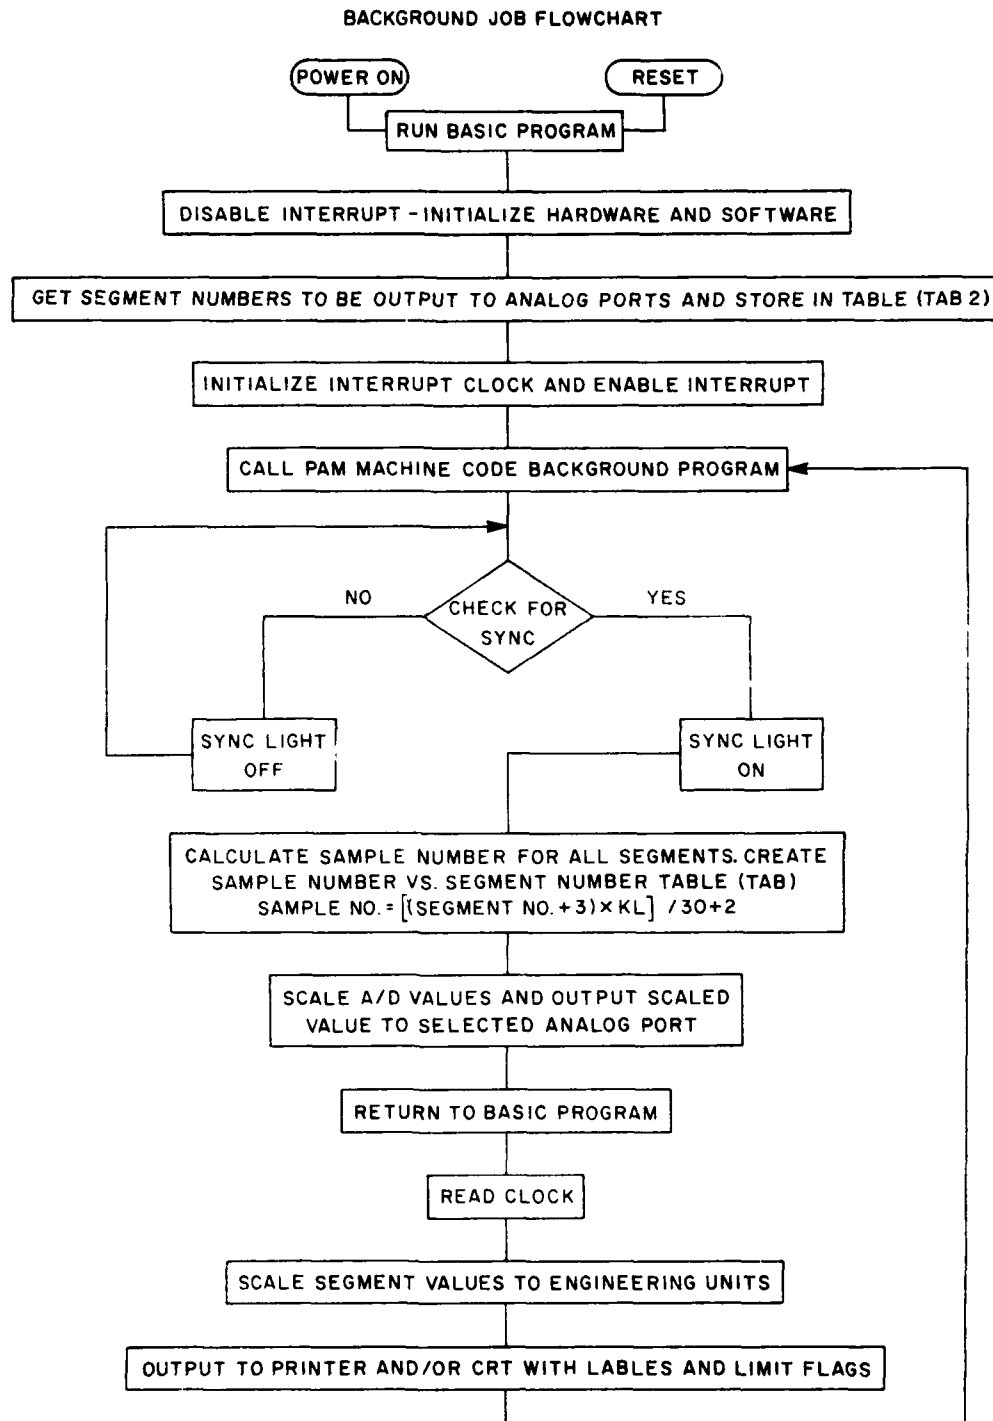 BACKGROUND JOB FLOWCHART
POWER ON
RESET
RUN BASIC PROGRAM
DISABLE INTERRUPT - INITIALIZE HARDWARE AND SOFTWARE
GET SEGMENT NUMBERS TO BE OUTPUT TO ANALOG PORTS AND STORE IN TABLE (TAB 2)
INITIALIZE INTERRUPT CLOCK AND ENABLE INTERRUPT
CALL PAM MACHINE CODE BACKGROUND PROGRAM
NO
CHECK FOR
SYNC
YES
SYNC LIGHT
OFF
SYNC LIGHT
ON
CALCULATE SAMPLE NUMBER FOR ALL SEGMENTS. CREATE
SAMPLE NUMBER VS. SEGMENT NUMBER TABLE (TAB)
SAMPLE NO. = [(SEGMENT NO. + 3) × KL] / 30 + 2
SCALE A/D VALUES AND OUTPUT SCALED
VALUE TO SELECTED ANALOG PORT
RETURN TO BASIC PROGRAM
READ CLOCK
SCALE SEGMENT VALUES TO ENGINEERING UNITS
OUTPUT TO PRINTER AND/OR CRT WITH LABLES AND LIMIT FLAGS